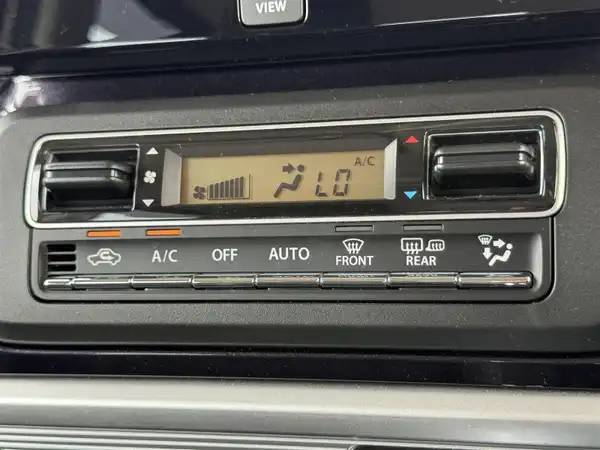 VIEW
A/C
LO
A/C OFF AUTO FRONT REAR